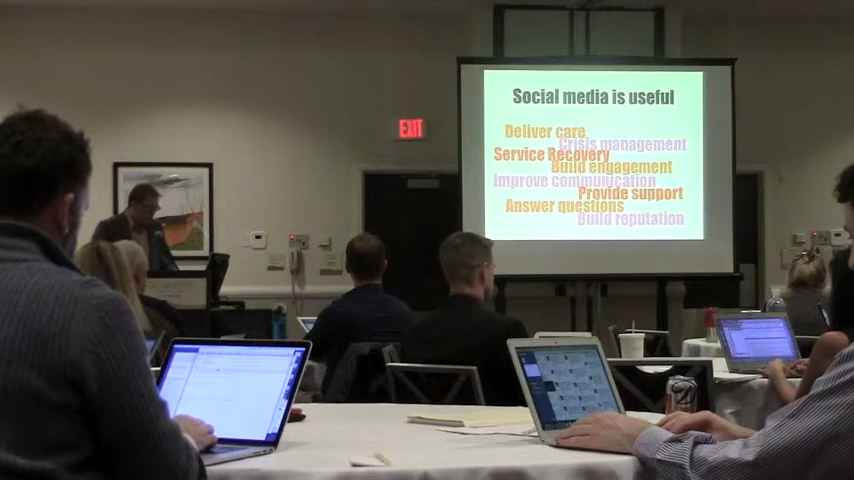 EXIT
Social media is useful
Deliver care
Crisis management
Service Recovery
Build engagement
Improve communication
Provide support
Answer questions
Build reputation